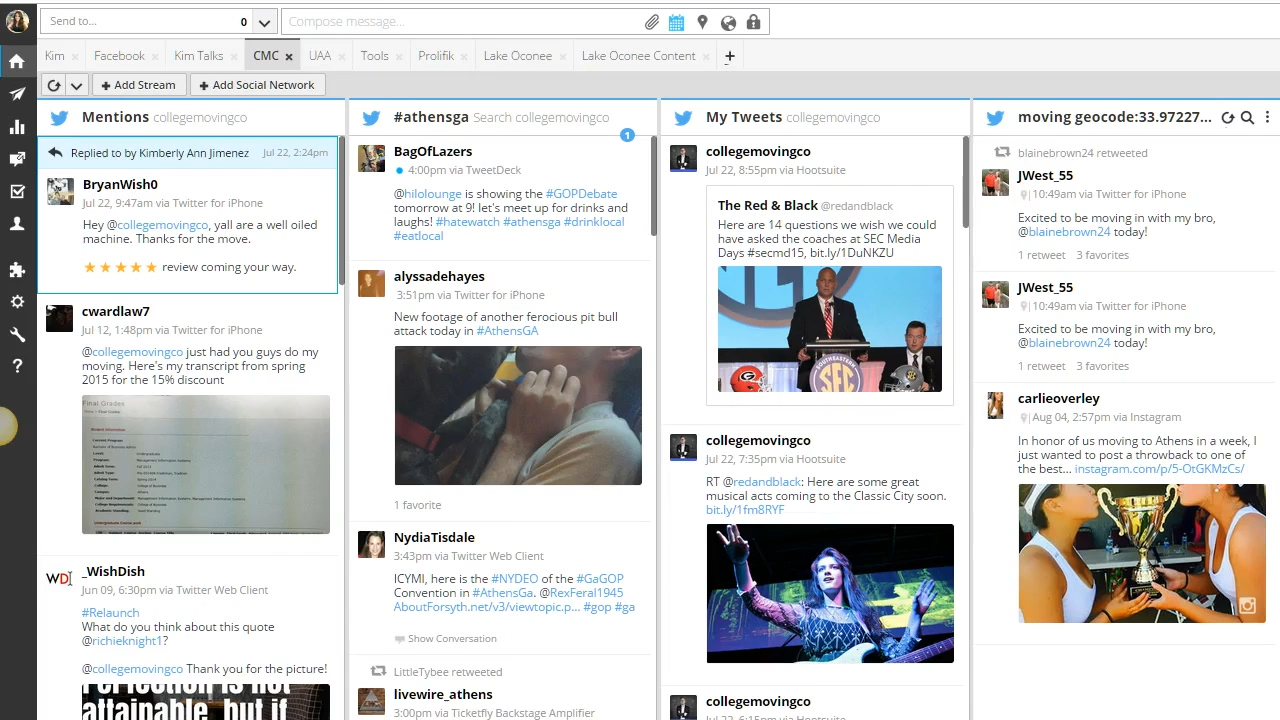 Send to...
0
Compose message...
Kim
Facebook
Kim Talks
CMC
UAA
Tools
Prolifik
Lake Oconee
Lake Oconee Content
+
+ Add Stream
+ Add Social Network
Mentions collegemovingco
Replied to by Kimberly Ann Jimenez Jul 22, 2:24pm
BryanWish0
Jul 22, 9:47am via Twitter for iPhone
Hey @collegemovingco, yall are a well oiled
machine. Thanks for the move.
★★★★★ review coming your way.
cwardlaw7
Jul 12, 1:48pm via Twitter for iPhone
@collegemovingco just had you guys do my
moving. Here's my transcript from spring
2015 for the 15% discount
Final Grades
WD
_WishDish
Jun 09, 6:30pm via Twitter Web Client
#Relaunch
What do you think about this quote
@richieknight1?
@collegemovingco Thank you for the picture!
attainable, but if
#athensga Search collegemovingco
1
BagOfLazers
4:00pm via TweetDeck
@hilolounge is showing the #GOPDebate
tomorrow at 9! let's meet up for drinks and
laughs! #hatewatch #athensga #drinklocal
#eatlocal
alyssadehayes
3:51pm via Twitter for iPhone
New footage of another ferocious pit bull
attack today in #AthensGA
1 favorite
NydiaTisdale
3:43pm via Twitter Web Client
ICYMI, here is the #NYDEO of the #GaGOP
Convention in #AthensGa. @RexFeral1945
AboutForsyth.net/v3/viewtopic.p... #gop #ga
Show Conversation
LittleTybee retweeted
livewire_athens
3:00pm via Ticketfly Backstage Amplifier
My Tweets collegemovingco
collegemovingco
Jul 22, 8:55pm via Hootsuite
The Red & Black @redandblack
Here are 14 questions we wish we could
have asked the coaches at SEC Media
Days #secmd15, bit.ly/1DuNKZU
SOUTHEASTERN
SEC
collegemovingco
Jul 22, 7:35pm via Hootsuite
RT @redandblack: Here are some great
musical acts coming to the Classic City soon.
bit.ly/1fm8RYF
collegemovingco
Jul 22, 6:15pm via Hootsuite
moving geocode:33.97227...
blainebrown24 retweeted
JWest_55
10:49am via Twitter for iPhone
Excited to be moving in with my bro,
@blainebrown24 today!
1 retweet 3 favorites
JWest_55
10:49am via Twitter for iPhone
Excited to be moving in with my bro,
@blainebrown24 today!
1 retweet 3 favorites
carlieoverley
Aug 04, 2:57pm via Instagram
In honor of us moving to Athens in a week, I
just wanted to post a throwback to one of
the best... instagram.com/p/5-OtGKMzCs/